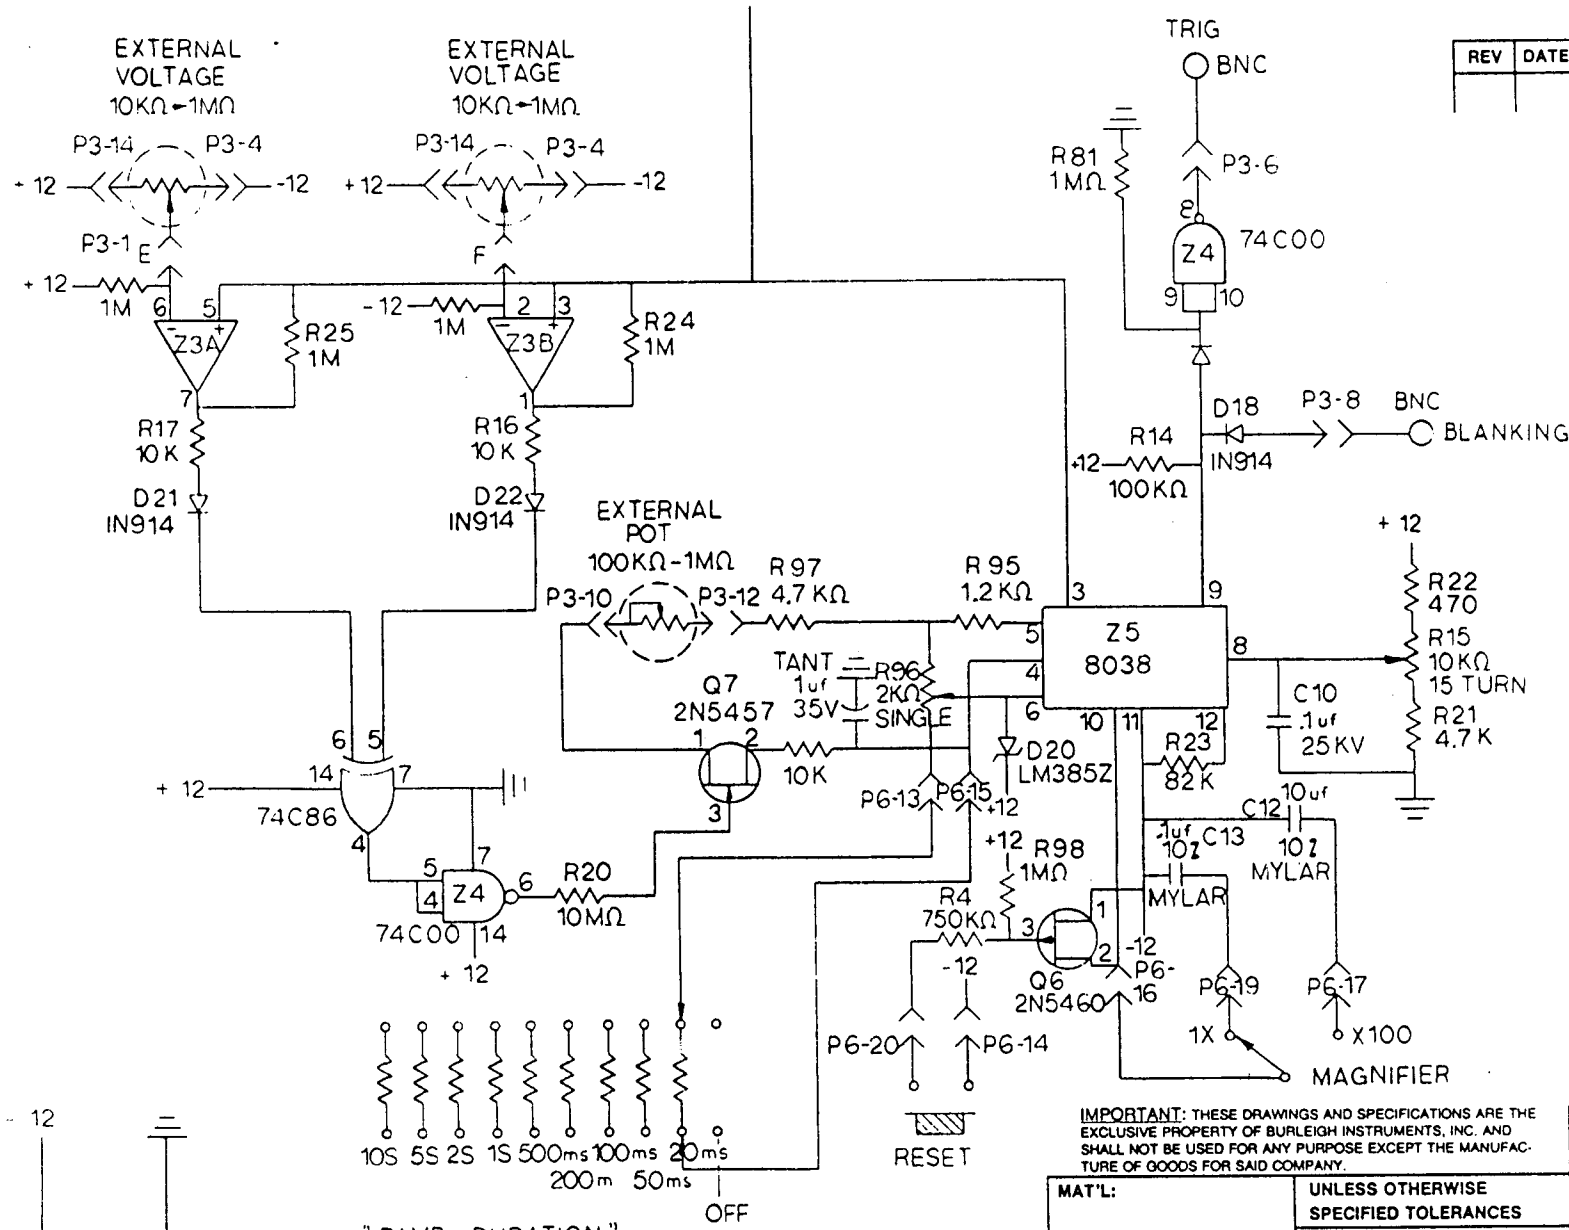 TRIG
BNC
REV DATE
EXTERNAL
VOLTAGE
10KΩ-1MΩ
EXTERNAL
VOLTAGE
10KΩ-1MΩ
P3-14 P3-4
+ 12 -12
P3-14 P3-4
+12 -12
R81
1MΩ
P3-6
8
Z4
74C00
9 10
P3-1 E
F
+ 12
1M
6 5
- +
Z3A
7
R25
1M
-12
1M
2 3
- +
Z3B
1
R24
1M
R17
10K
R16
10K
D21
IN914
D22
IN914
D18
IN914
P3-8
BNC
BLANKING
R14
+12
100KΩ
EXTERNAL
POT
100KΩ-1MΩ
P3-10 P3-12
R97
4.7KΩ
R95
1.2KΩ
3 9
5
4
6
Z5
8038
8
10 11 12
+ 12
R22
470
R15
10KΩ
15 TURN
R21
4.7K
C10
.1uf
25KV
TANT
1uf
35V
R96
2KΩ
SINGLE
Q7
2N5457
1 2
3
10K
D20
LM385Z
+12
R23
82K
P6-13 P6-15
6 5
+ 12
14 7
74C86
4
5
4
Z4
7
6
74C00
14
+ 12
R20
10MΩ
+12
R98
1MΩ
R4
750KΩ
3
1
2
Q6
2N5460
-12
-12
.1uf C13
10%
MYLAR
C12
10uf
10%
MYLAR
P6-
16
P6-19
P6-17
P6-20 P6-14
1X
X100
MAGNIFIER
RESET
10S 5S 2S 1S 500ms 100ms 20ms
200m 50ms
OFF
- 12
IMPORTANT: THESE DRAWINGS AND SPECIFICATIONS ARE THE
EXCLUSIVE PROPERTY OF BURLEIGH INSTRUMENTS, INC. AND
SHALL NOT BE USED FOR ANY PURPOSE EXCEPT THE MANUFAC-
TURE OF GOODS FOR SAID COMPANY.
MAT'L:
UNLESS OTHERWISE
SPECIFIED TOLERANCES